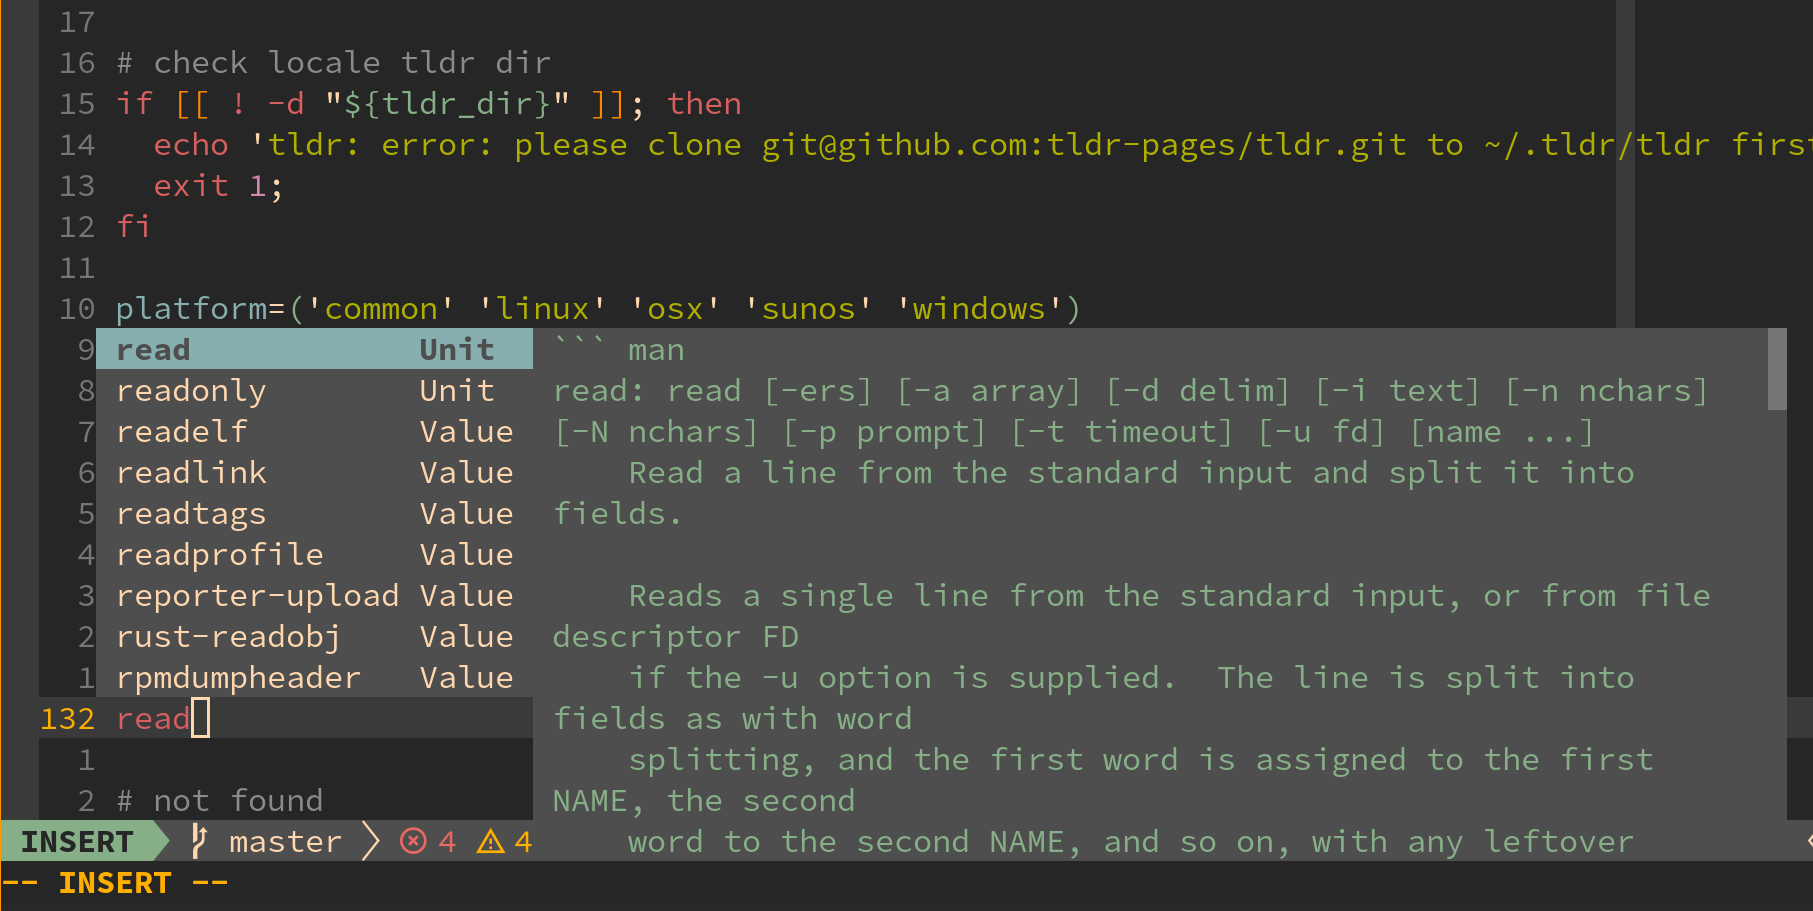 17
16 # check locale tldr dir
15 if [[ ! -d "${tldr_dir}" ]]; then
14   echo 'tldr: error: please clone git@github.com:tldr-pages/tldr.git to ~/.tldr/tldr first
13   exit 1;
12 fi
11
10 platform=('common' 'linux' 'osx' 'sunos' 'windows')
9 read Unit ``` man
8 readonly Unit read: read [-ers] [-a array] [-d delim] [-i text] [-n nchars]
7 readelf Value [-N nchars] [-p prompt] [-t timeout] [-u fd] [name ...]
6 readlink Value     Read a line from the standard input and split it into
5 readtags Value fields.
4 readprofile Value
3 reporter-upload Value     Reads a single line from the standard input, or from file
2 rust-readobj Value descriptor FD
1 rpmdumpheader Value     if the -u option is supplied.  The line is split into
132 read fields as with word
1     splitting, and the first word is assigned to the first
2 # not found NAME, the second
INSERT master 4 4     word to the second NAME, and so on, with any leftover
-- INSERT --